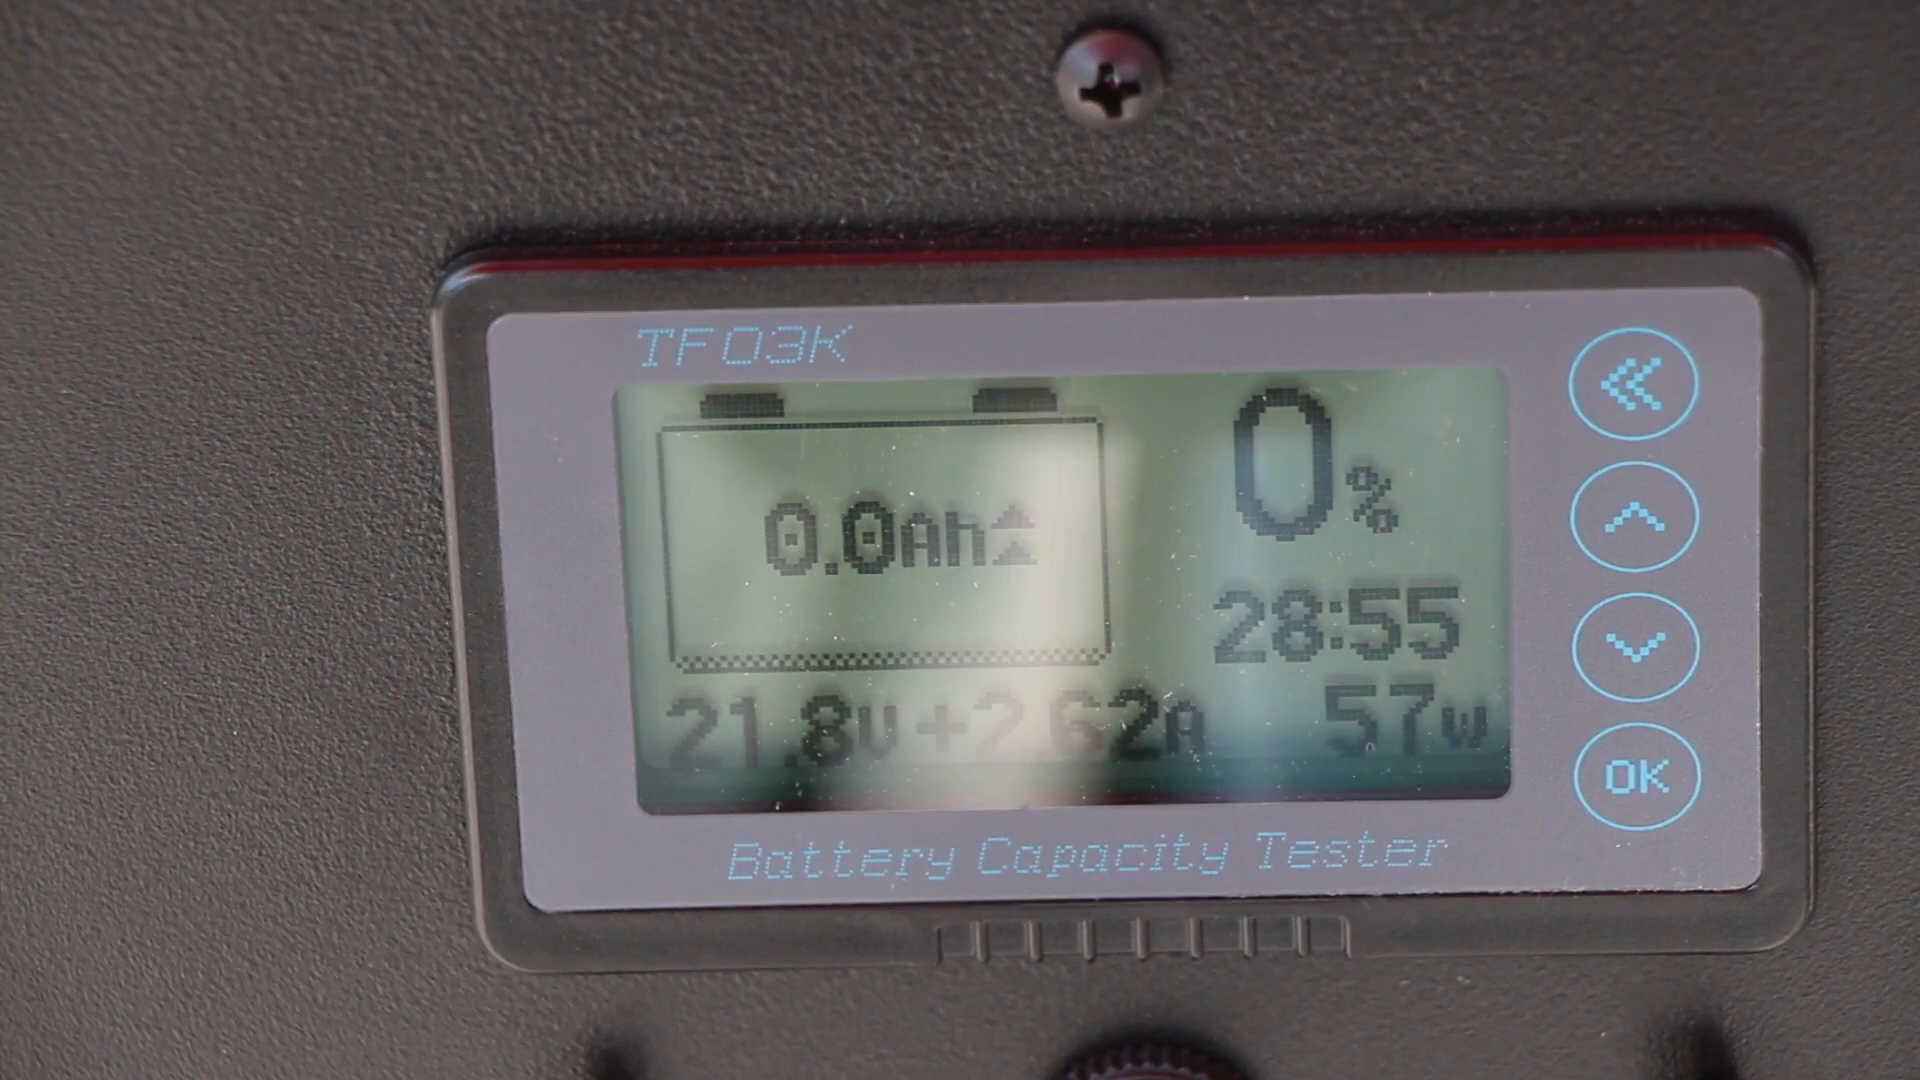 TF03K
0.0Ah
0%
28:55
21.8V +2.62A 57W
OK
Battery Capacity Tester